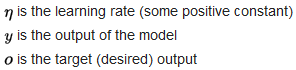 η is the learning rate (some positive constant)
y is the output of the model
o is the target (desired) output